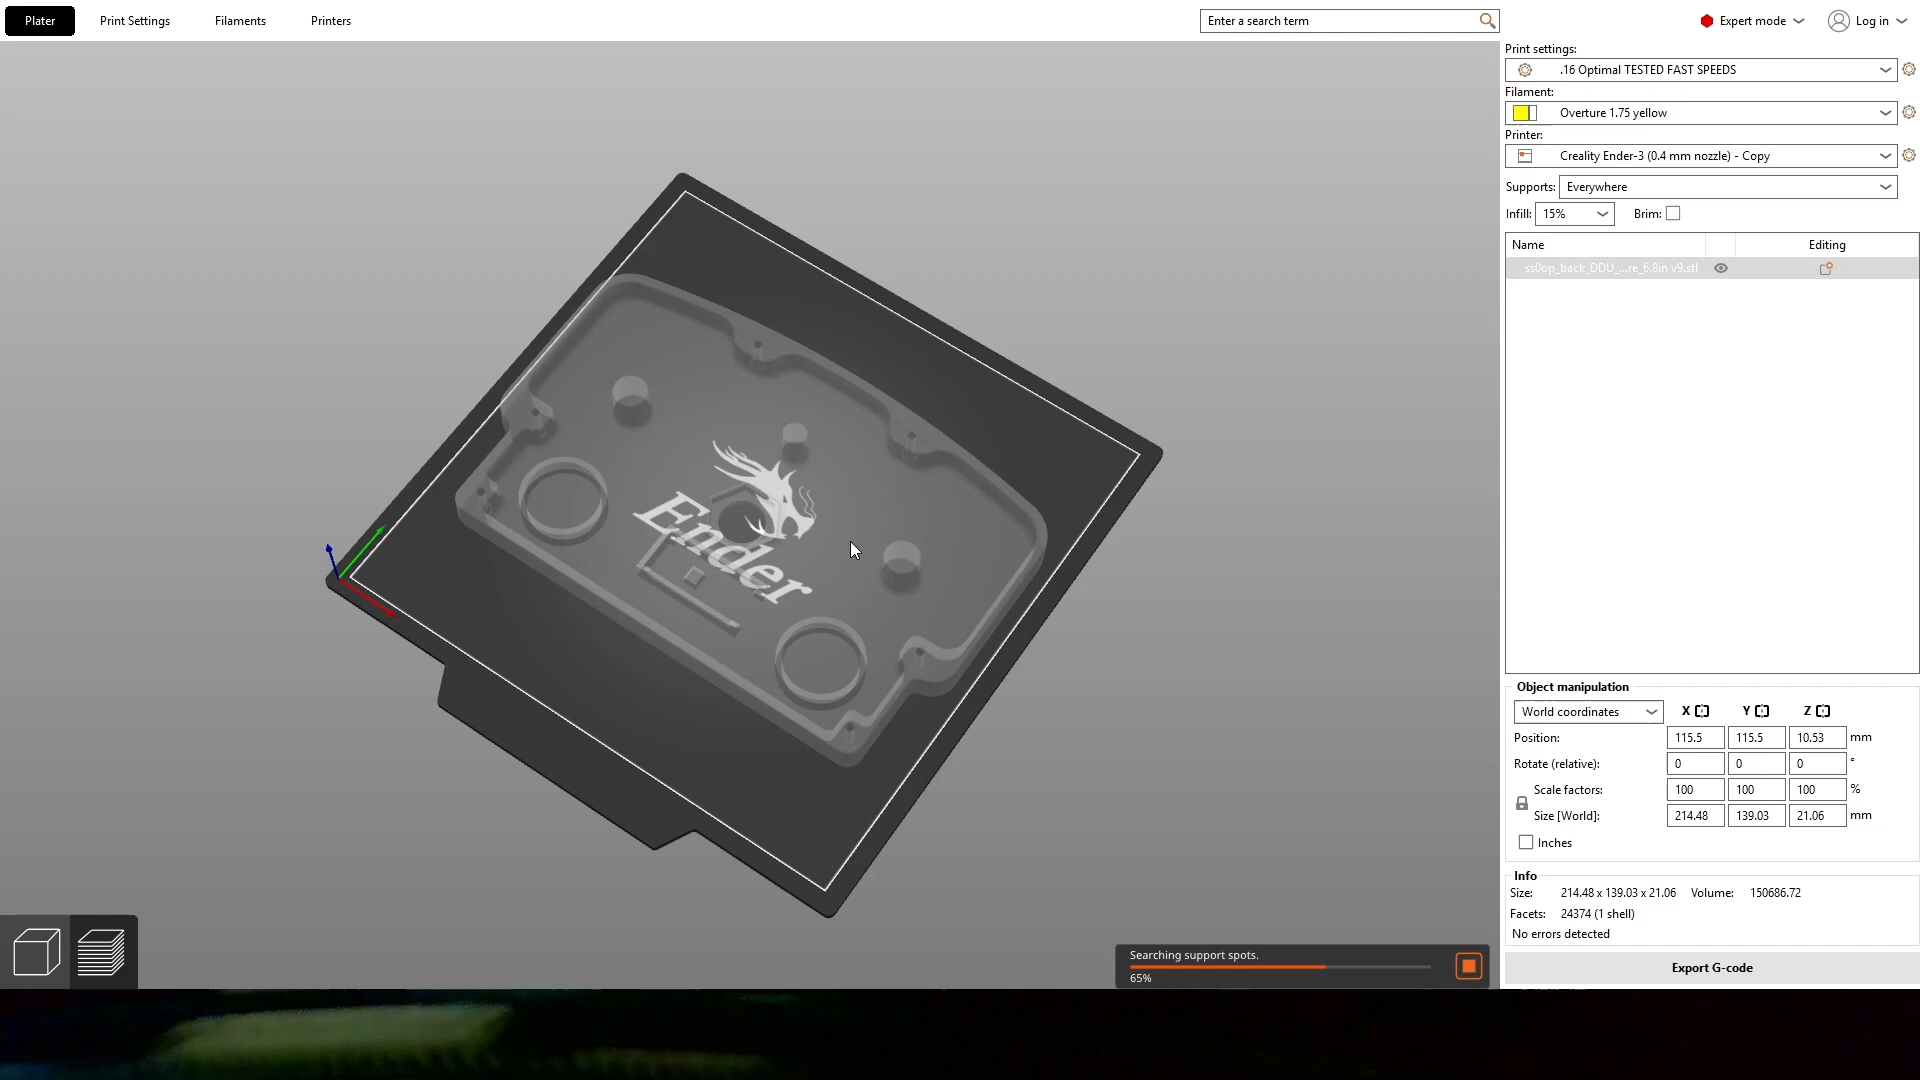 Plater
Print Settings
Filaments
Printers
Enter a search term
Expert mode
Log in
Print settings:
.16 Optimal TESTED FAST SPEEDS
Filament:
Overture 1.75 yellow
Printer:
Creality Ender-3 (0.4 mm nozzle) - Copy
Supports: Everywhere
Infill: 15% Brim:
Name Editing
ss0op_back_DDU_...re_6.8in v9.stl
Ender
Object manipulation
World coordinates X Y Z
Position: 115.5 115.5 10.53 mm
Rotate (relative): 0 0 0 °
Scale factors: 100 100 100 %
Size [World]: 214.48 139.03 21.06 mm
Inches
Info
Size: 214.48 x 139.03 x 21.06 Volume: 150686.72
Facets: 24374 (1 shell)
No errors detected
Searching support spots.
65%
Export G-code